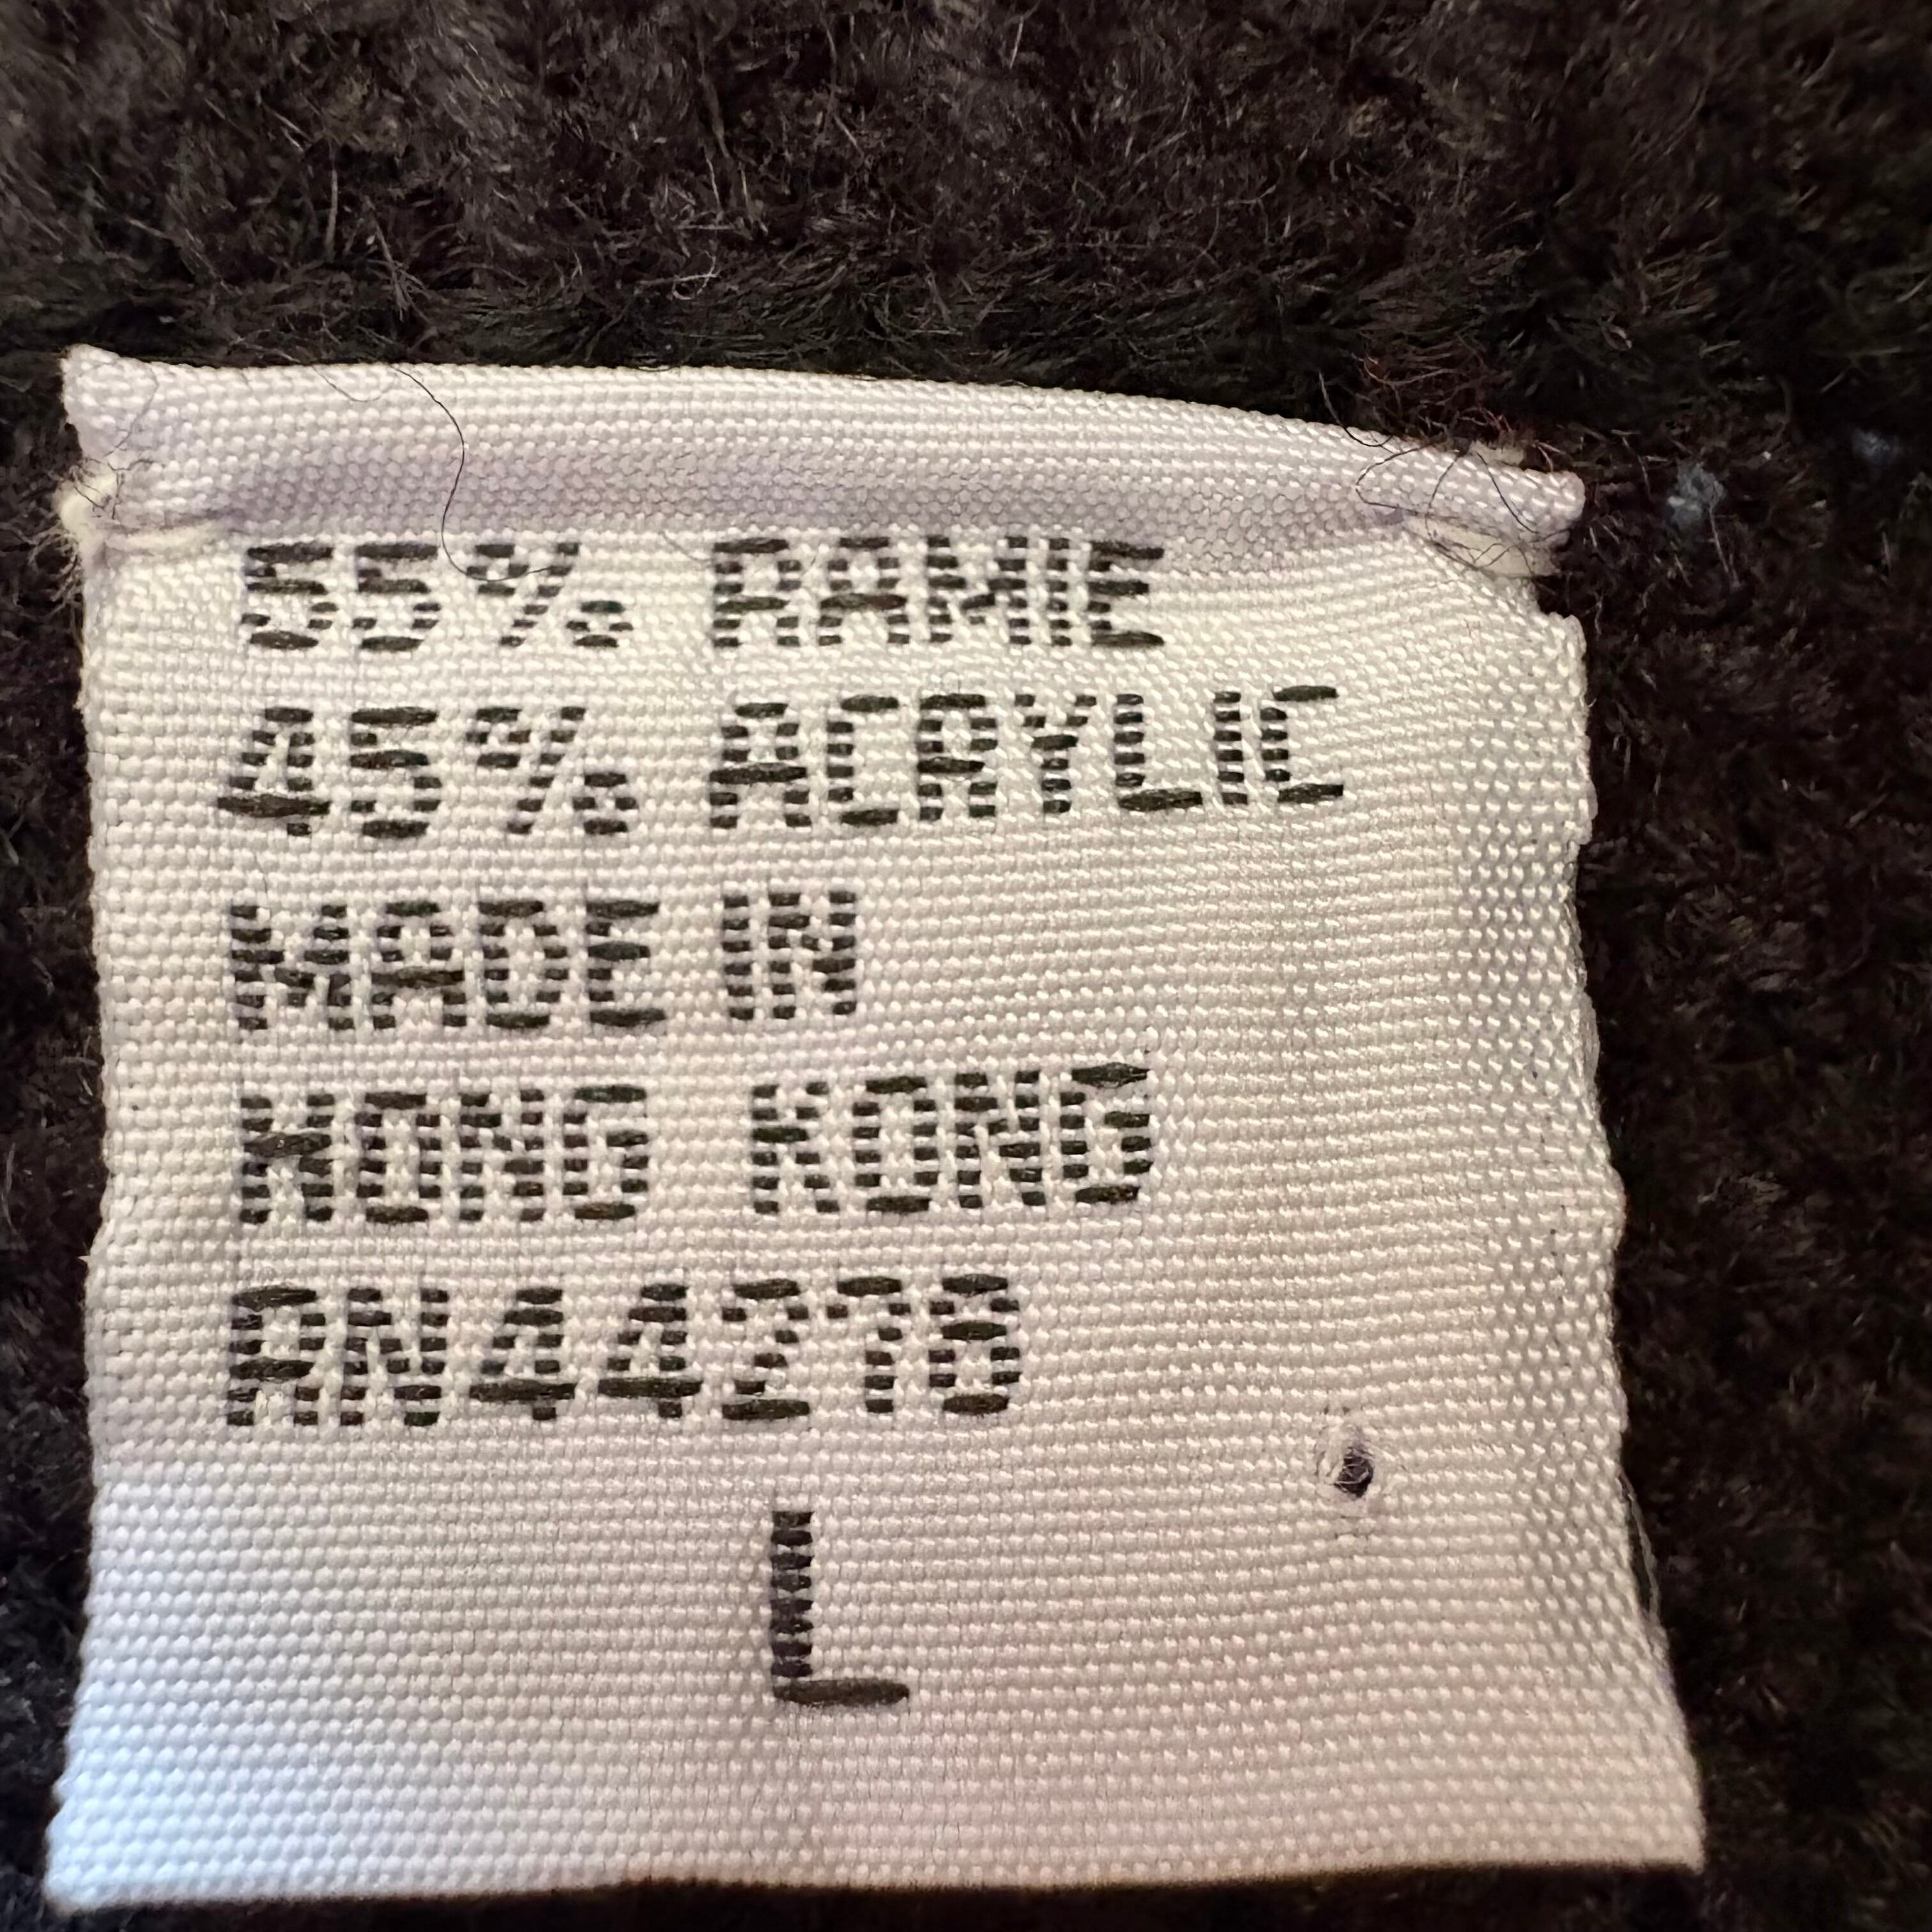 55% RAMIE
45% ACRYLIC
MADE IN
HONG KONG
RN44278
L